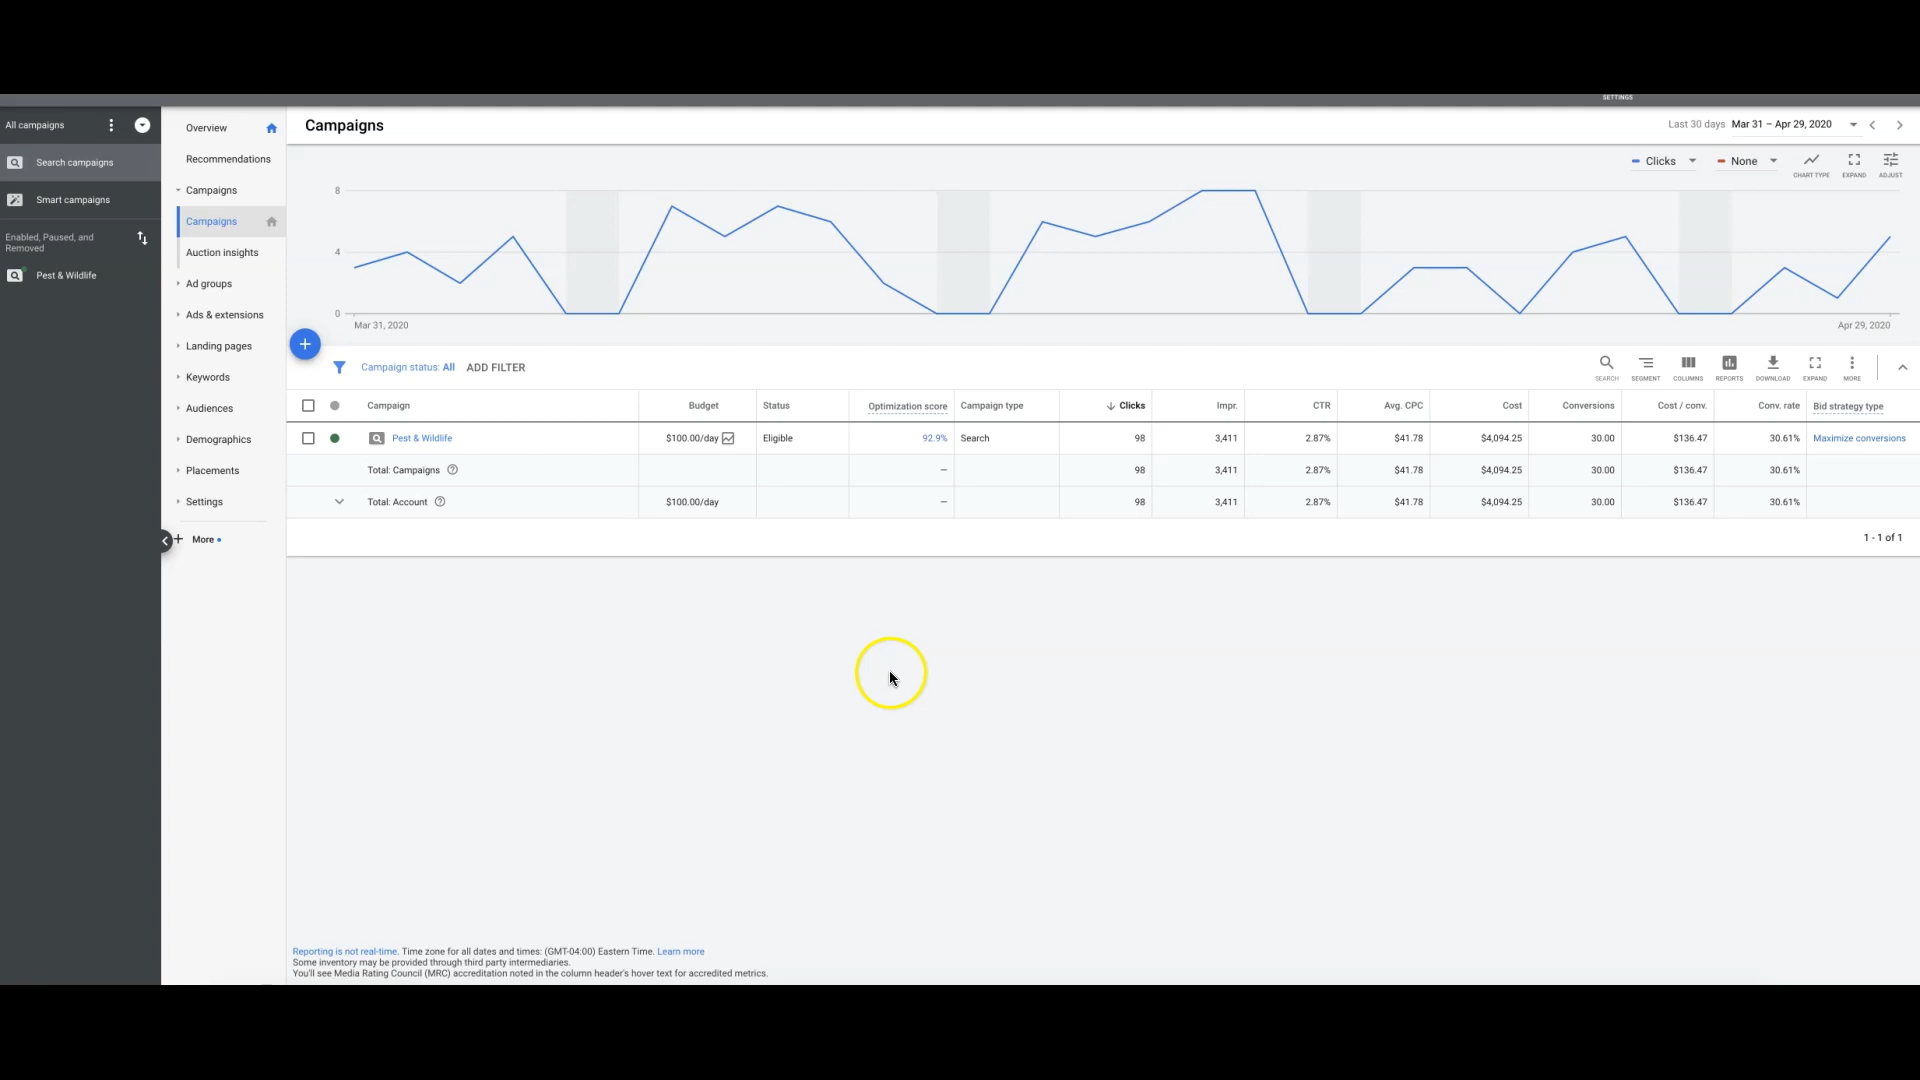 SETTINGS
All campaigns
Search campaigns
Smart campaigns
Enabled, Paused, and
Removed
Pest & Wildlife
Overview
Recommendations
Campaigns
Campaigns
Auction insights
Ad groups
Ads & extensions
Landing pages
Keywords
Audiences
Demographics
Placements
Settings
More
Campaigns
Last 30 days Mar 31 – Apr 29, 2020
Clicks None CHART TYPE EXPAND ADJUST
8
4
0
Mar 31, 2020 Apr 29, 2020
Campaign status: All ADD FILTER
SEARCH SEGMENT COLUMNS REPORTS DOWNLOAD EXPAND MORE
Campaign Budget Status Optimization score Campaign type Clicks Impr. CTR Avg. CPC Cost Conversions Cost / conv. Conv. rate Bid strategy type
Pest & Wildlife $100.00/day Eligible 92.9% Search 98 3,411 2.87% $41.78 $4,094.25 30.00 $136.47 30.61% Maximize conversions
Total: Campaigns – 98 3,411 2.87% $41.78 $4,094.25 30.00 $136.47 30.61%
Total: Account $100.00/day – 98 3,411 2.87% $41.78 $4,094.25 30.00 $136.47 30.61%
1 - 1 of 1
Reporting is not real-time. Time zone for all dates and times: (GMT-04:00) Eastern Time. Learn more
Some inventory may be provided through third party intermediaries.
You'll see Media Rating Council (MRC) accreditation noted in the column header's hover text for accredited metrics.